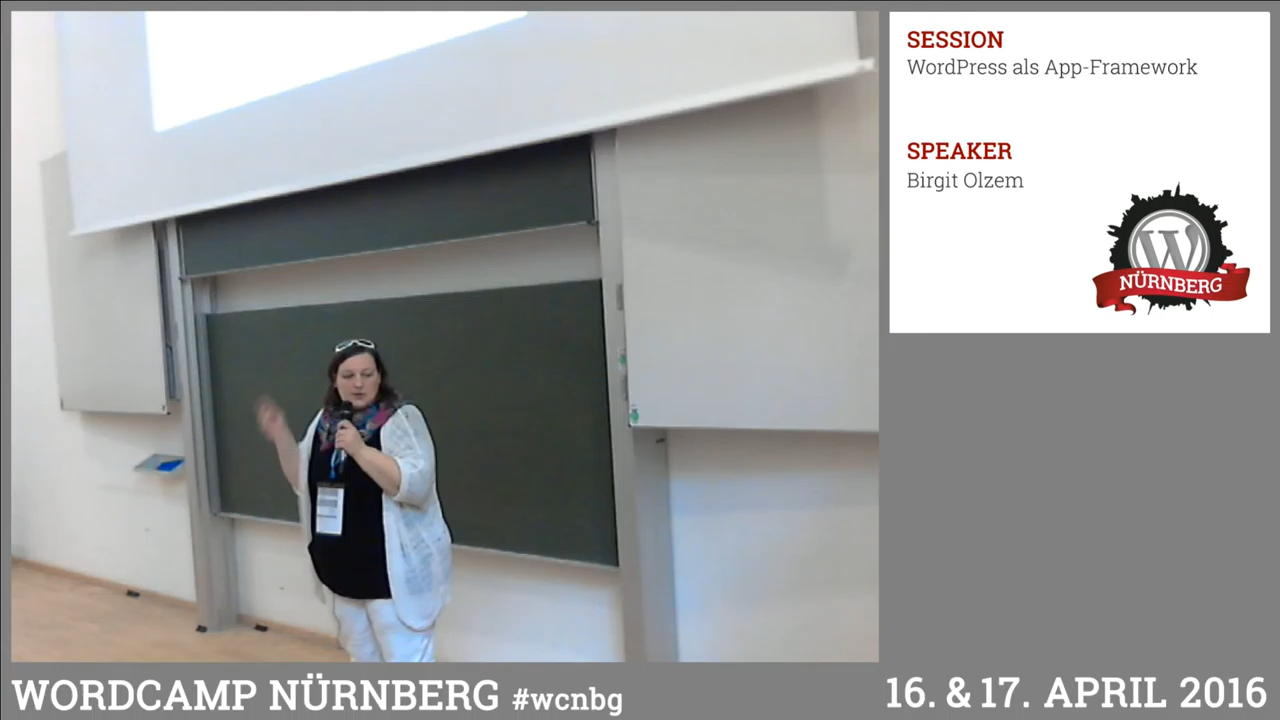 SESSION
WordPress als App-Framework
SPEAKER
Birgit Olzem
W
NÜRNBERG
WORDCAMP NÜRNBERG #wcnbg
16. & 17. APRIL 2016